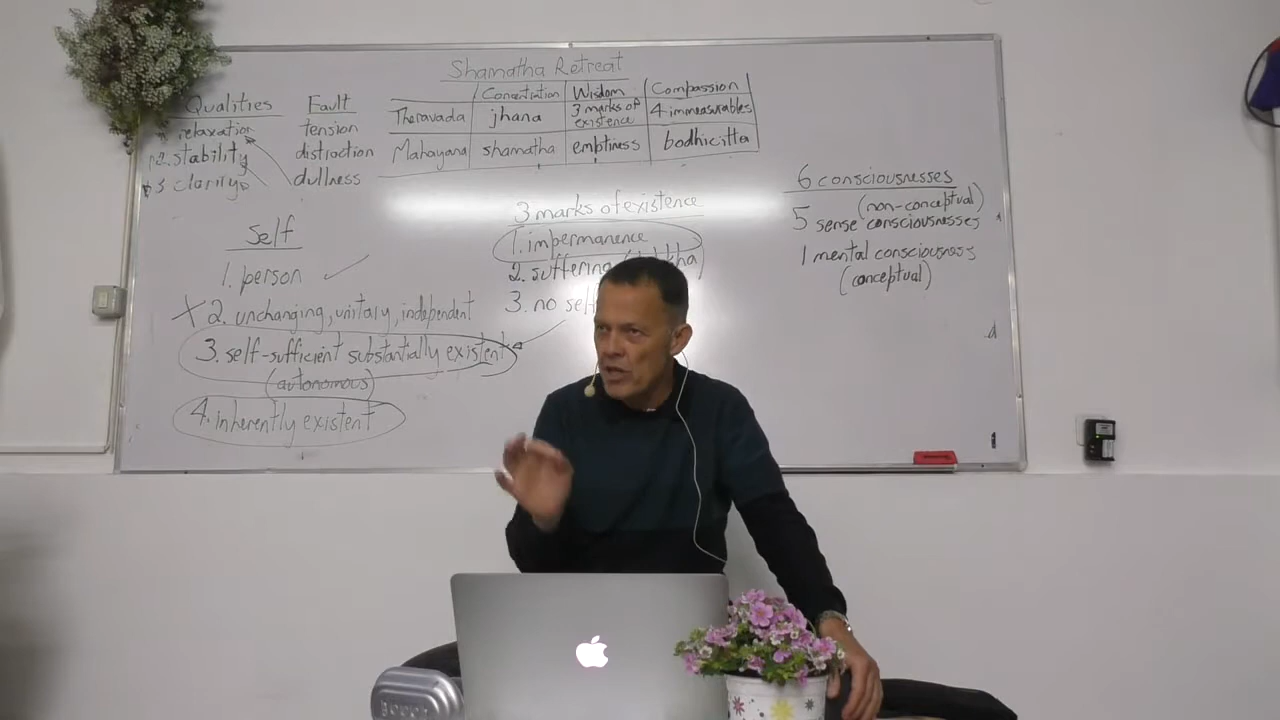 Shamatha Retreat
Concentration Wisdom Compassion
Theravada jhana 3 marks of existence 4 immeasurables
Mahayana shamatha emptiness bodhicitta
Qualities Fault
relaxation tension
2. stability distraction
3 clarity dullness
Self
1. person
2. unchanging, unitary, independent
3. self-sufficient substantially existent
(autonomous)
4. inherently existent
3 marks of existence
1. impermanence
2. suffering
3. no self
6 consciousnesses
(non-conceptual)
5 sense consciousnesses
1 mental consciousness
(conceptual)